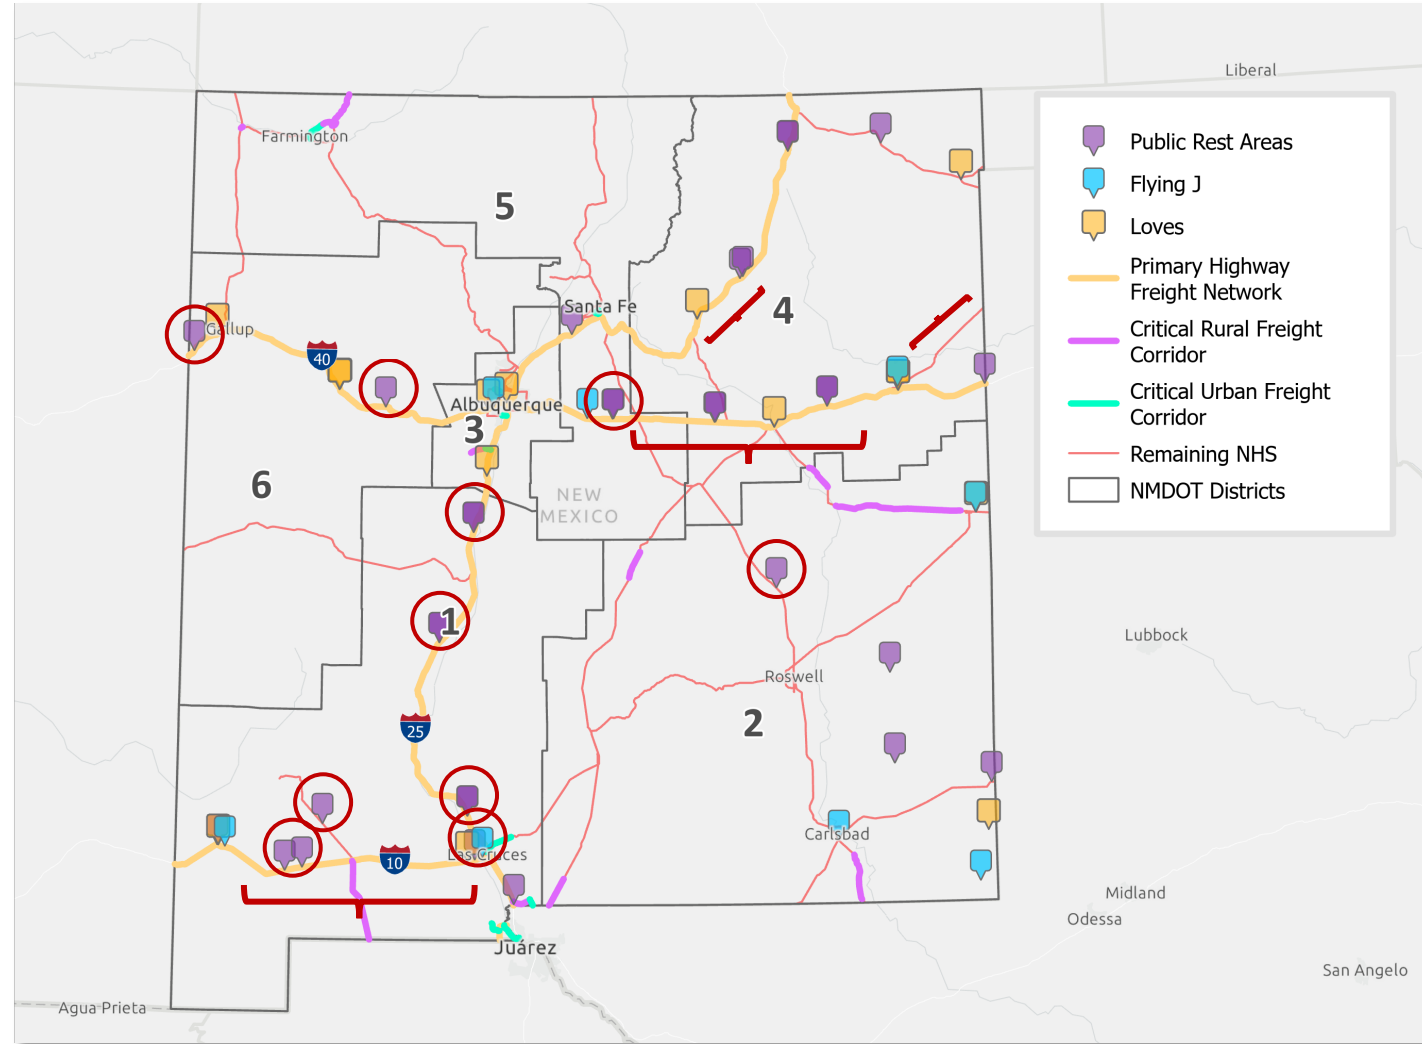 Liberal
Farmington
5
Santa Fe
4
Gallup
40
Albuquerque
3
6
NEW
MEXICO
1
Roswell
25
2
Carlsbad
Las Cruces
10
Juárez
Agua Prieta
Lubbock
Midland
Odessa
San Angelo
Public Rest Areas
Flying J
Loves
Primary Highway
Freight Network
Critical Rural Freight
Corridor
Critical Urban Freight
Corridor
Remaining NHS
NMDOT Districts